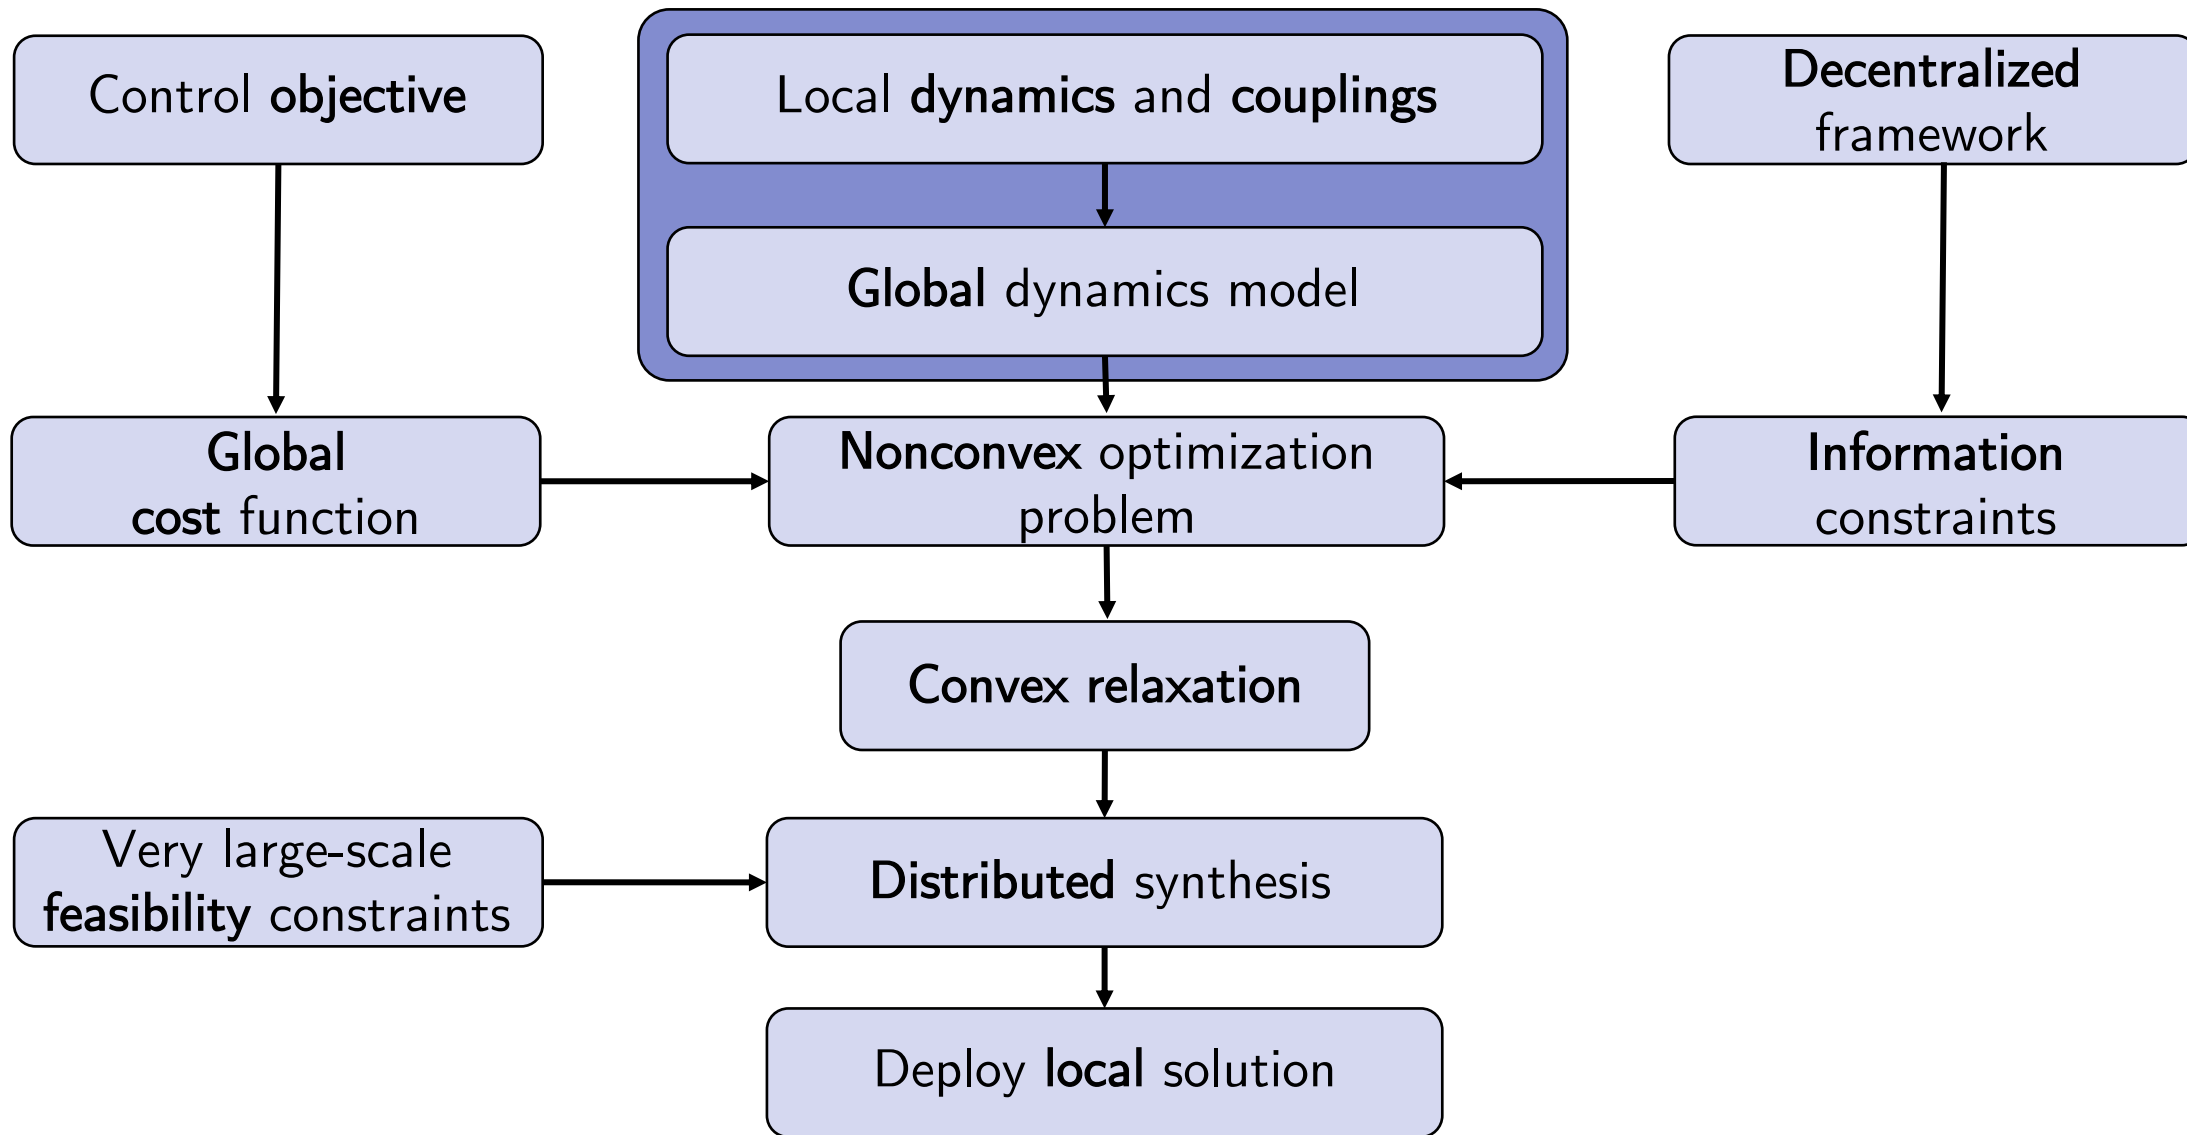 Control objective
Local dynamics and couplings
Decentralized
framework
Global dynamics model
Global
cost function
Nonconvex optimization
problem
Information
constraints
Convex relaxation
Very large-scale
feasibility constraints
Distributed synthesis
Deploy local solution